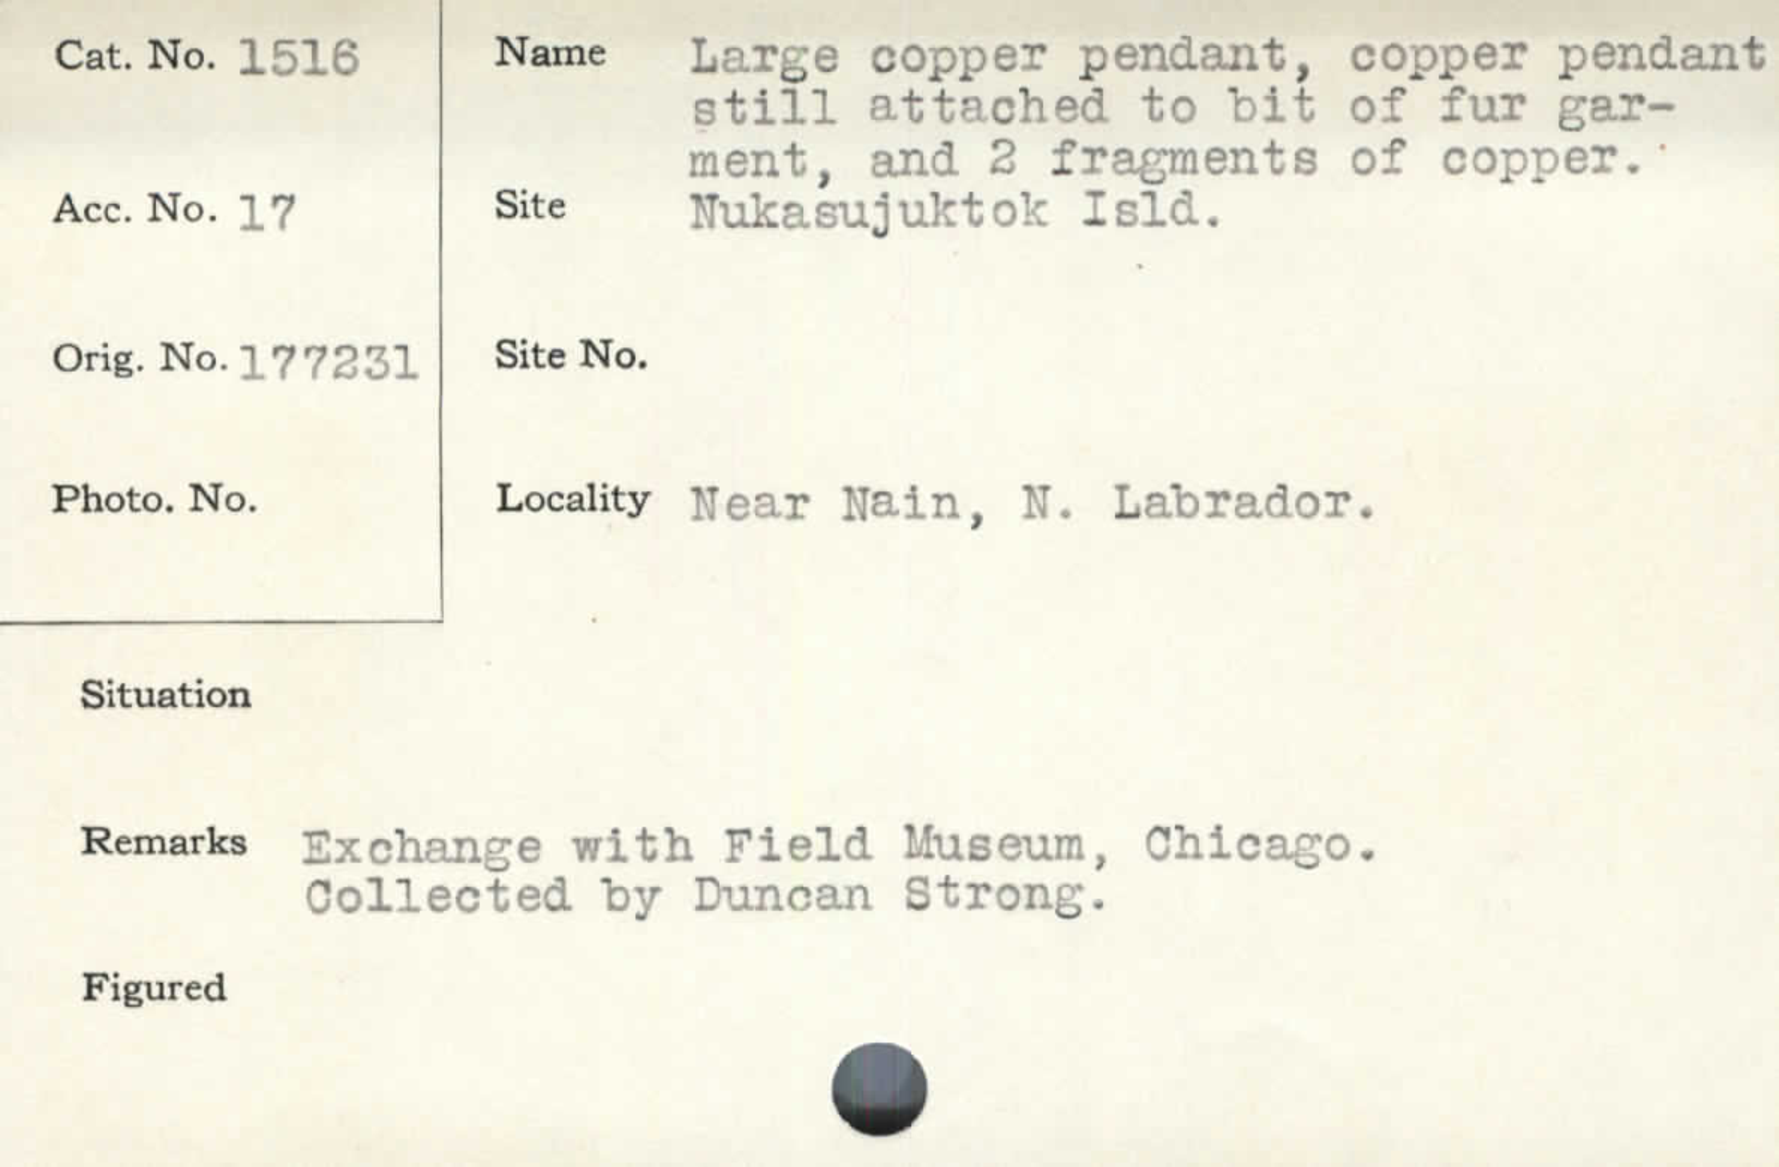 Cat. No. 1516
Name Large copper pendant, copper pendant
still attached to bit of fur gar-
ment, and 2 fragments of copper.
Acc. No. 17
Site Nukasujuktok Isld.
Orig. No. 177231
Site No.
Photo. No.
Locality Near Nain, N. Labrador.
Situation
Remarks Exchange with Field Museum, Chicago.
Collected by Duncan Strong.
Figured